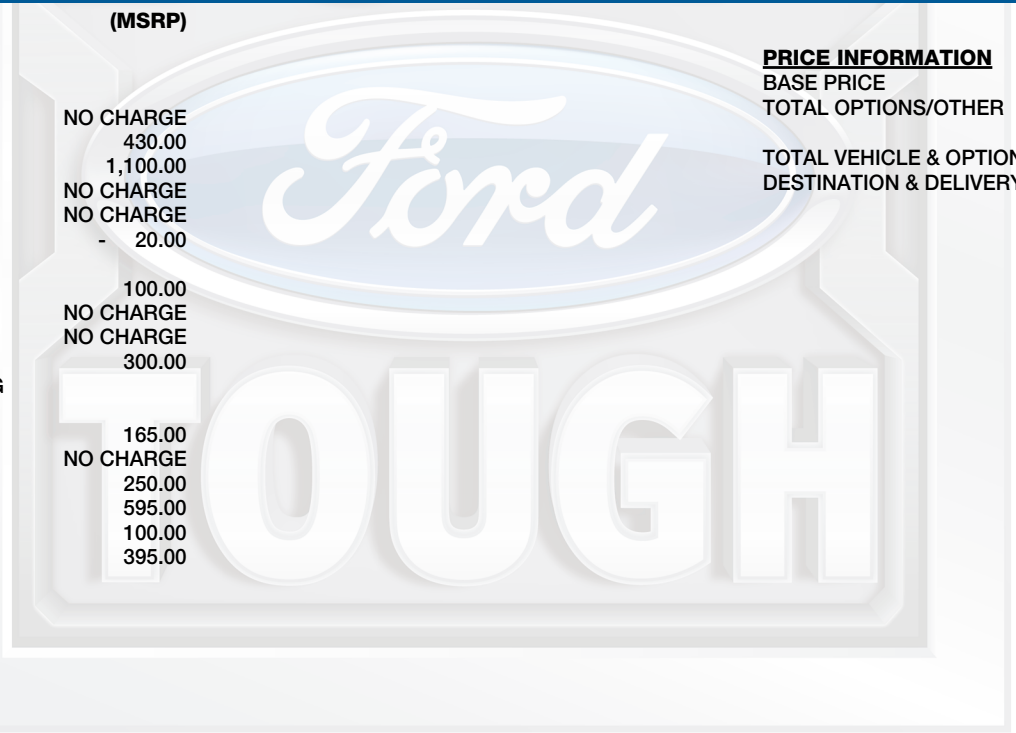 (MSRP)
NO CHARGE
430.00
1,100.00
NO CHARGE
NO CHARGE
- 20.00
100.00
NO CHARGE
NO CHARGE
300.00
G
165.00
NO CHARGE
250.00
595.00
100.00
395.00
PRICE INFORMATION
BASE PRICE
TOTAL OPTIONS/OTHER
TOTAL VEHICLE & OPTION
DESTINATION & DELIVERY
Ford
TOUGH